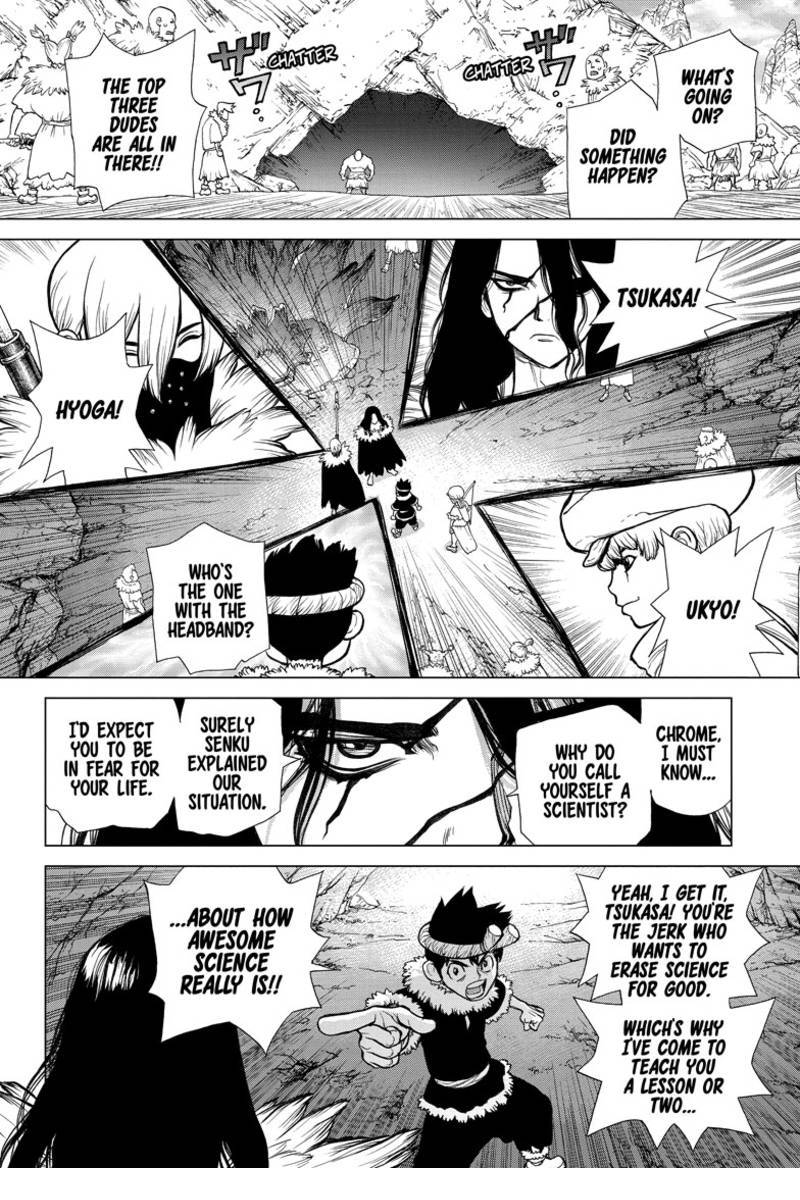 WHAT'S
GOING
ON?
DID
SOMETHING
HAPPEN?
CHATTER
ザワ
CHATTER
ザワ
THE TOP
THREE
DUDES
ARE ALL IN
THERE!!
TSUKASA!
HYOGA!
UKYO!
WHO'S
THE ONE
WITH THE
HEADBAND?
CHROME,
I MUST
KNOW...
WHY DO
YOU CALL
YOURSELF A
SCIENTIST?
SURELY
SENKU
EXPLAINED
OUR
SITUATION.
I'D EXPECT
YOU TO BE
IN FEAR FOR
YOUR LIFE.
YEAH, I GET IT,
TSUKASA! YOU'RE
THE JERK WHO
WANTS TO
ERASE SCIENCE
FOR GOOD.
WHICH'S WHY
I'VE COME TO
TEACH YOU
A LESSON OR
TWO...
...ABOUT HOW
AWESOME
SCIENCE
REALLY IS!!